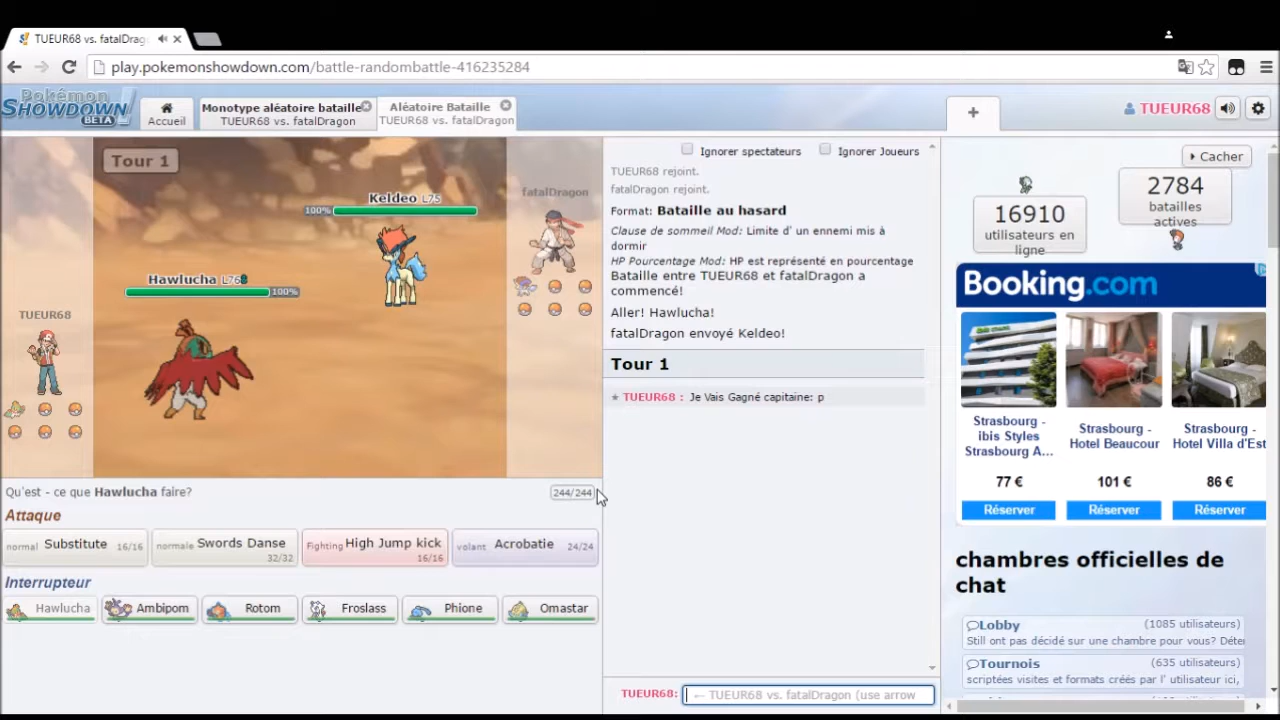 TUEUR68 vs. fatalDrag
play.pokemonshowdown.com/battle-randombattle-416235284
Pokémon
SHOWDOWN
BETA
Accueil
Monotype aléatoire bataille
TUEUR68 vs. fatalDragon
Aléatoire Bataille
TUEUR68 vs. fatalDragon
+
TUEUR68
Tour 1
Keldeo L75
100%
Hawlucha L76
100%
TUEUR68
fatalDragon
Ignorer spectateurs
Ignorer Joueurs
TUEUR68 rejoint.
fatalDragon rejoint.
Format: Bataille au hasard
Clause de sommeil Mod: Limite d' un ennemi mis à
dormir
HP Pourcentage Mod: HP est représenté en pourcentage
Bataille entre TUEUR68 et fatalDragon a
commencé!
Aller! Hawlucha!
fatalDragon envoyé Keldeo!
Tour 1
★ TUEUR68 : Je Vais Gagné capitaine: p
TUEUR68: ← TUEUR68 vs. fatalDragon (use arrow
Qu'est - ce que Hawlucha faire?
244/244
Attaque
normal Substitute 16/16
normale Swords Danse 32/32
Fighting High Jump kick 16/16
volant Acrobatie 24/24
Interrupteur
Hawlucha
Ambipom
Rotom
Froslass
Phione
Omastar
Cacher
16910
utilisateurs en
ligne
2784
batailles
actives
Booking.com
Strasbourg -
ibis Styles
Strasbourg A...
77 €
Réserver
Strasbourg -
Hotel Beaucour
101 €
Réserver
Strasbourg -
Hotel Villa d'Est
86 €
Réserver
chambres officielles de
chat
Lobby (1085 utilisateurs)
Still ont pas décidé sur une chambre pour vous? Déter
Tournois (635 utilisateurs)
scriptées visites et formats créés par l' utilisateur ici,